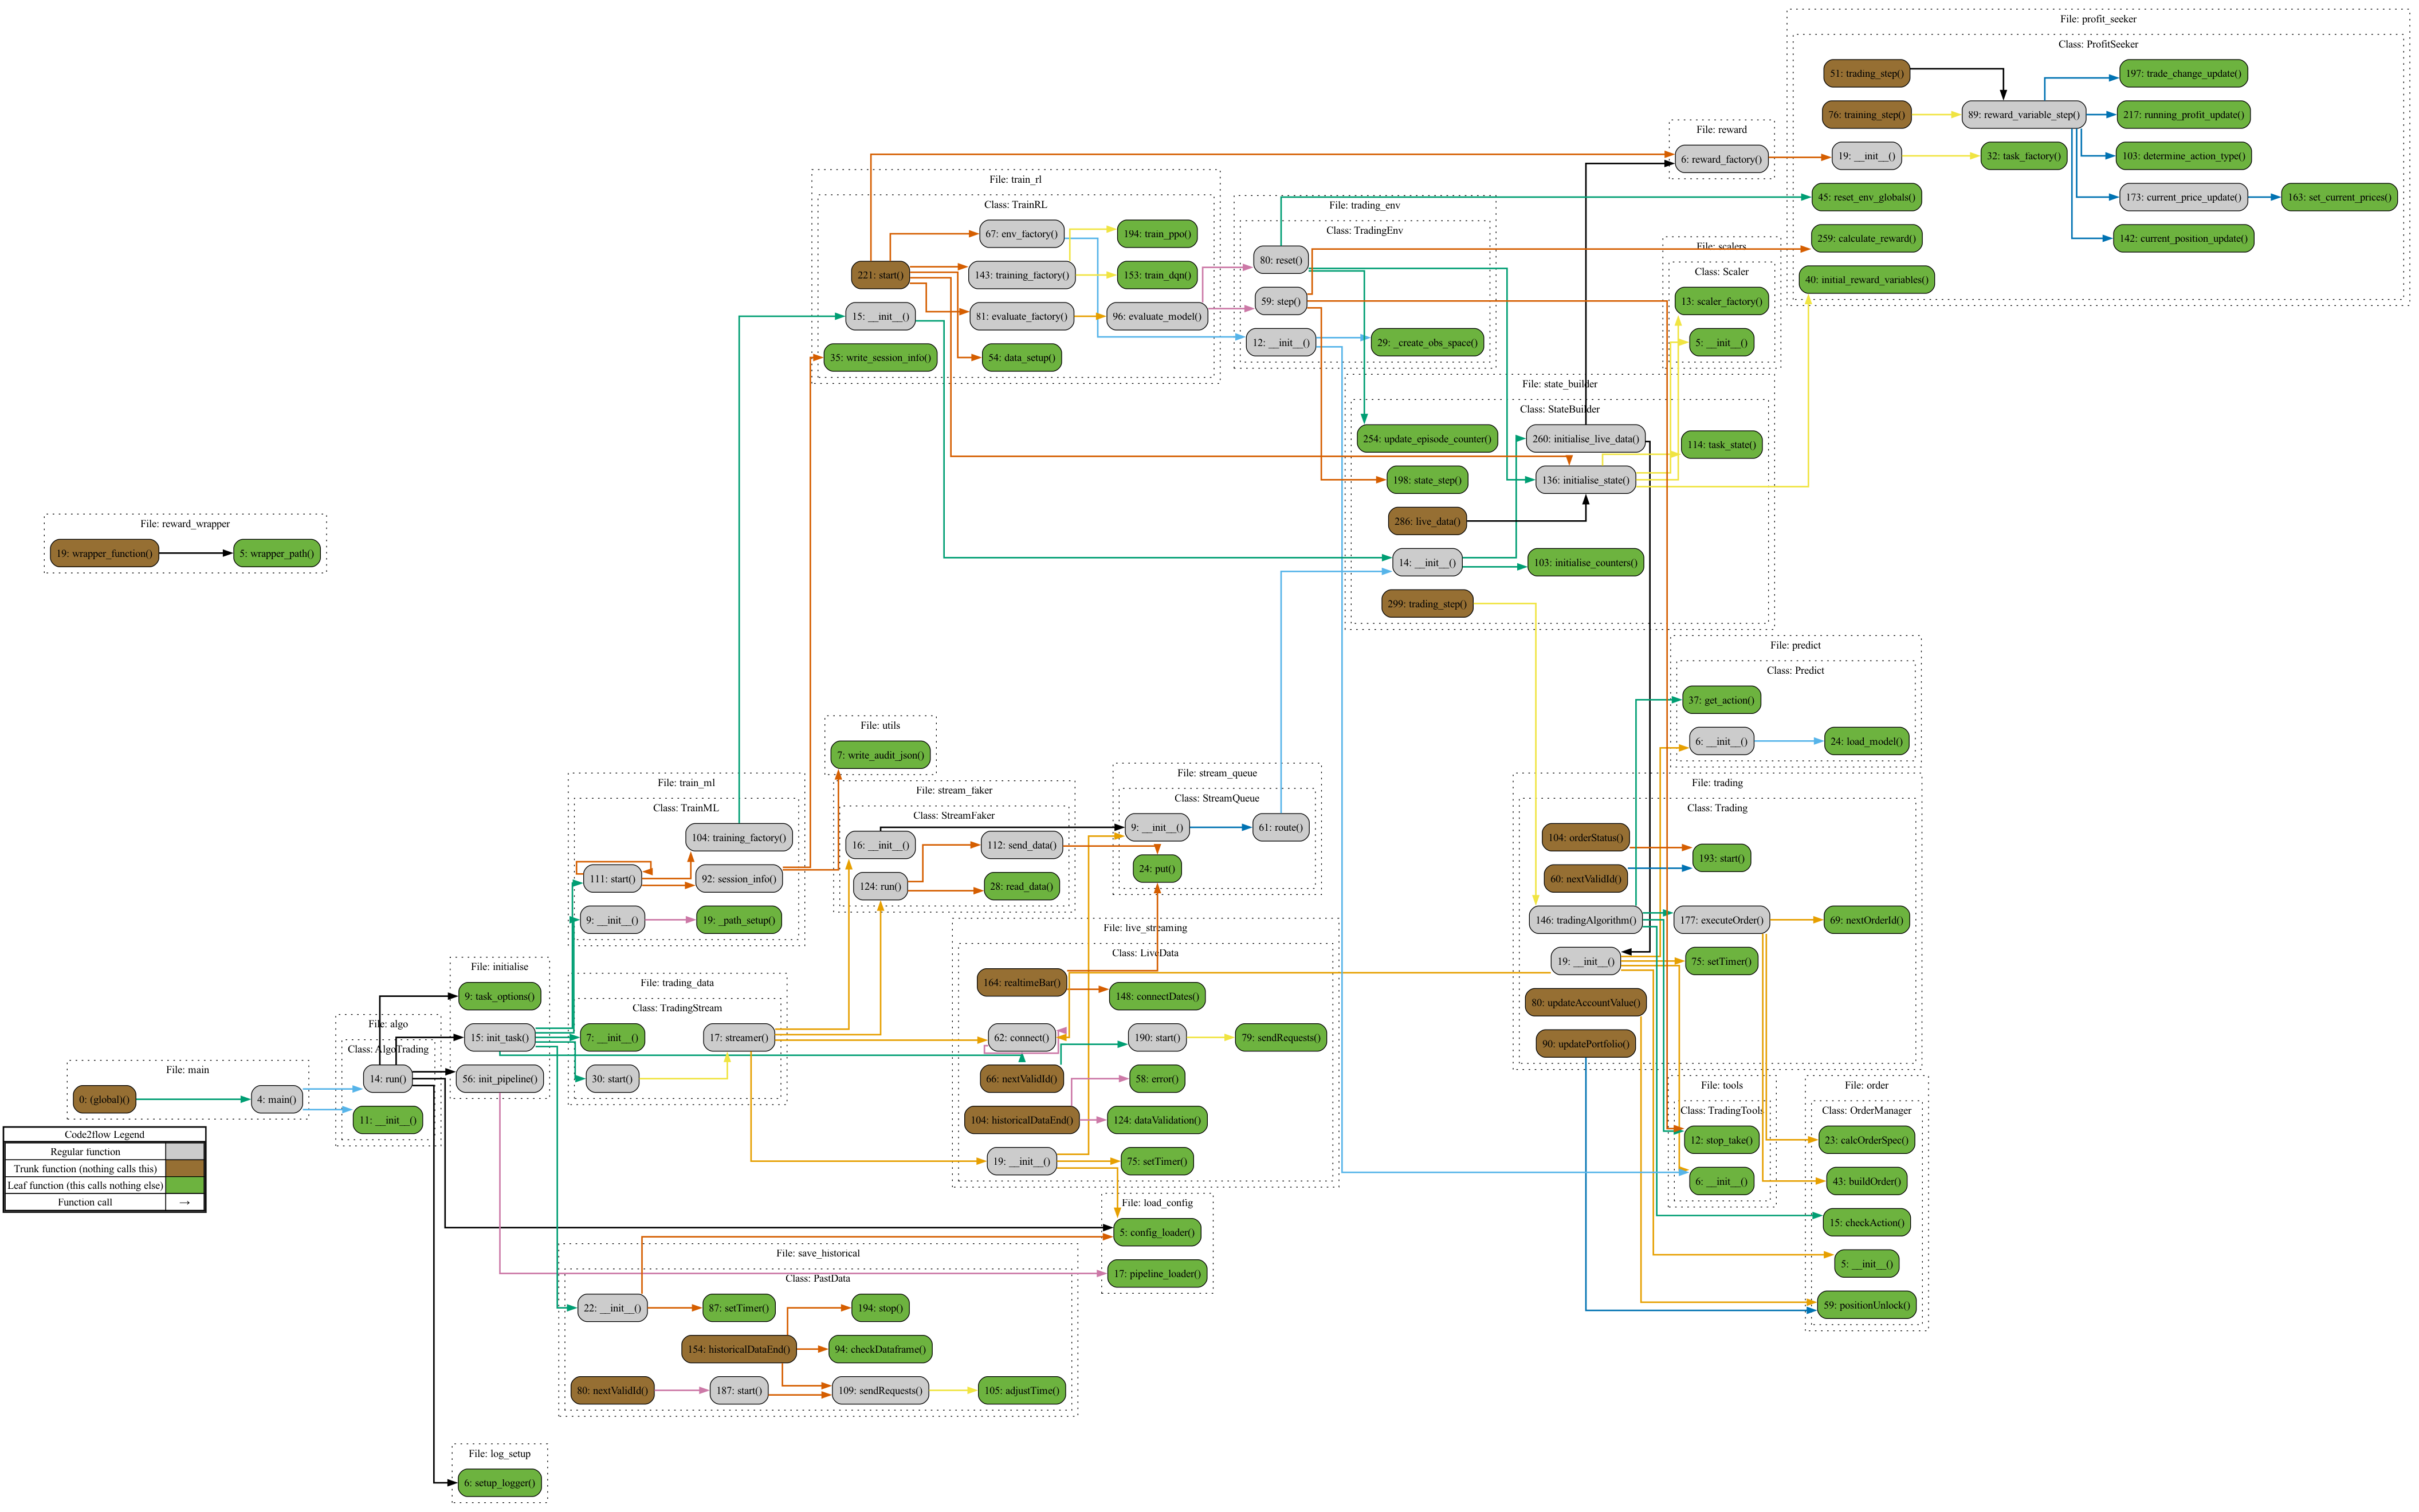 File: profit_seeker
Class: ProfitSeeker
51: trading_step()
197: trade_change_update()
76: training_step()
89: reward_variable_step()
217: running_profit_update()
19: __init__()
32: task_factory()
103: determine_action_type()
45: reset_env_globals()
173: current_price_update()
163: set_current_prices()
259: calculate_reward()
142: current_position_update()
40: initial_reward_variables()
File: reward
6: reward_factory()
File: train_rl
Class: TrainRL
67: env_factory()
194: train_ppo()
221: start()
143: training_factory()
153: train_dqn()
15: __init__()
81: evaluate_factory()
96: evaluate_model()
35: write_session_info()
54: data_setup()
File: trading_env
Class: TradingEnv
80: reset()
59: step()
12: __init__()
29: _create_obs_space()
File: scalers
Class: Scaler
13: scaler_factory()
5: __init__()
File: state_builder
Class: StateBuilder
254: update_episode_counter()
260: initialise_live_data()
114: task_state()
198: state_step()
136: initialise_state()
286: live_data()
14: __init__()
103: initialise_counters()
299: trading_step()
File: reward_wrapper
19: wrapper_function()
5: wrapper_path()
File: predict
Class: Predict
37: get_action()
6: __init__()
24: load_model()
File: utils
7: write_audit_json()
File: train_ml
Class: TrainML
104: training_factory()
111: start()
92: session_info()
9: __init__()
19: _path_setup()
File: stream_faker
Class: StreamFaker
16: __init__()
112: send_data()
124: run()
28: read_data()
File: stream_queue
Class: StreamQueue
9: __init__()
61: route()
24: put()
File: trading
Class: Trading
104: orderStatus()
193: start()
60: nextValidId()
146: tradingAlgorithm()
177: executeOrder()
69: nextOrderId()
19: __init__()
75: setTimer()
80: updateAccountValue()
90: updatePortfolio()
File: live_streaming
Class: LiveData
164: realtimeBar()
148: connectDates()
62: connect()
190: start()
79: sendRequests()
66: nextValidId()
58: error()
104: historicalDataEnd()
124: dataValidation()
19: __init__()
75: setTimer()
File: initialise
9: task_options()
15: init_task()
56: init_pipeline()
File: trading_data
Class: TradingStream
7: __init__()
17: streamer()
30: start()
File: algo
Class: AlgoTrading
14: run()
11: __init__()
File: main
0: (global)()
4: main()
File: tools
Class: TradingTools
12: stop_take()
6: __init__()
File: order
Class: OrderManager
23: calcOrderSpec()
43: buildOrder()
15: checkAction()
5: __init__()
59: positionUnlock()
Code2flow Legend
Regular function
Trunk function (nothing calls this)
Leaf function (this calls nothing else)
Function call →
File: load_config
5: config_loader()
17: pipeline_loader()
File: save_historical
Class: PastData
22: __init__()
87: setTimer()
194: stop()
154: historicalDataEnd()
94: checkDataframe()
80: nextValidId()
187: start()
109: sendRequests()
105: adjustTime()
File: log_setup
6: setup_logger()